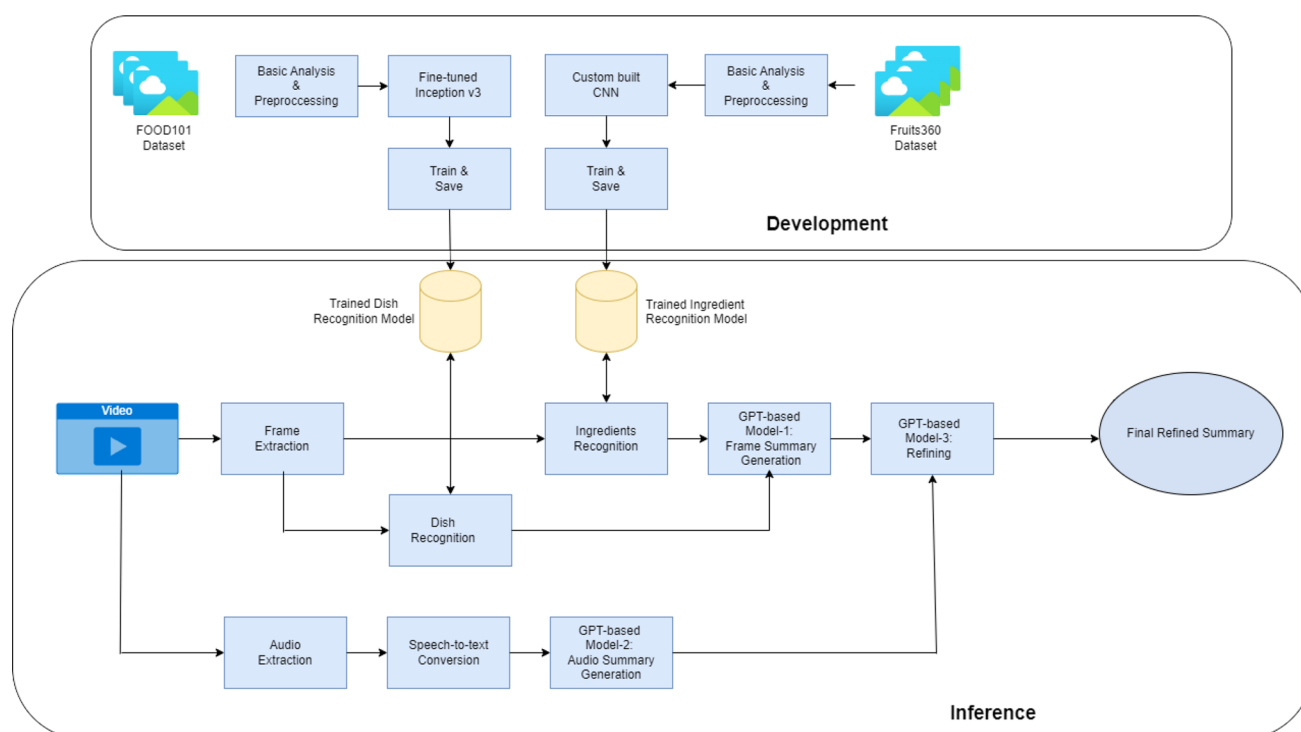 FOOD101
Dataset
Basic Analysis
&
Preproccessing
Fine-tuned
Inception v3
Custom built
CNN
Basic Analysis
&
Preproccessing
Fruits360
Dataset
Train &
Save
Train &
Save
Development
Trained Dish
Recognition Model
Trained Ingredient
Recognition Model
Video
Frame
Extraction
Ingredients
Recognition
GPT-based
Model-1:
Frame Summary
Generation
GPT-based
Model-3:
Refining
Final Refined Summary
Dish
Recognition
Audio
Extraction
Speech-to-text
Conversion
GPT-based
Model-2:
Audio Summary
Generation
Inference